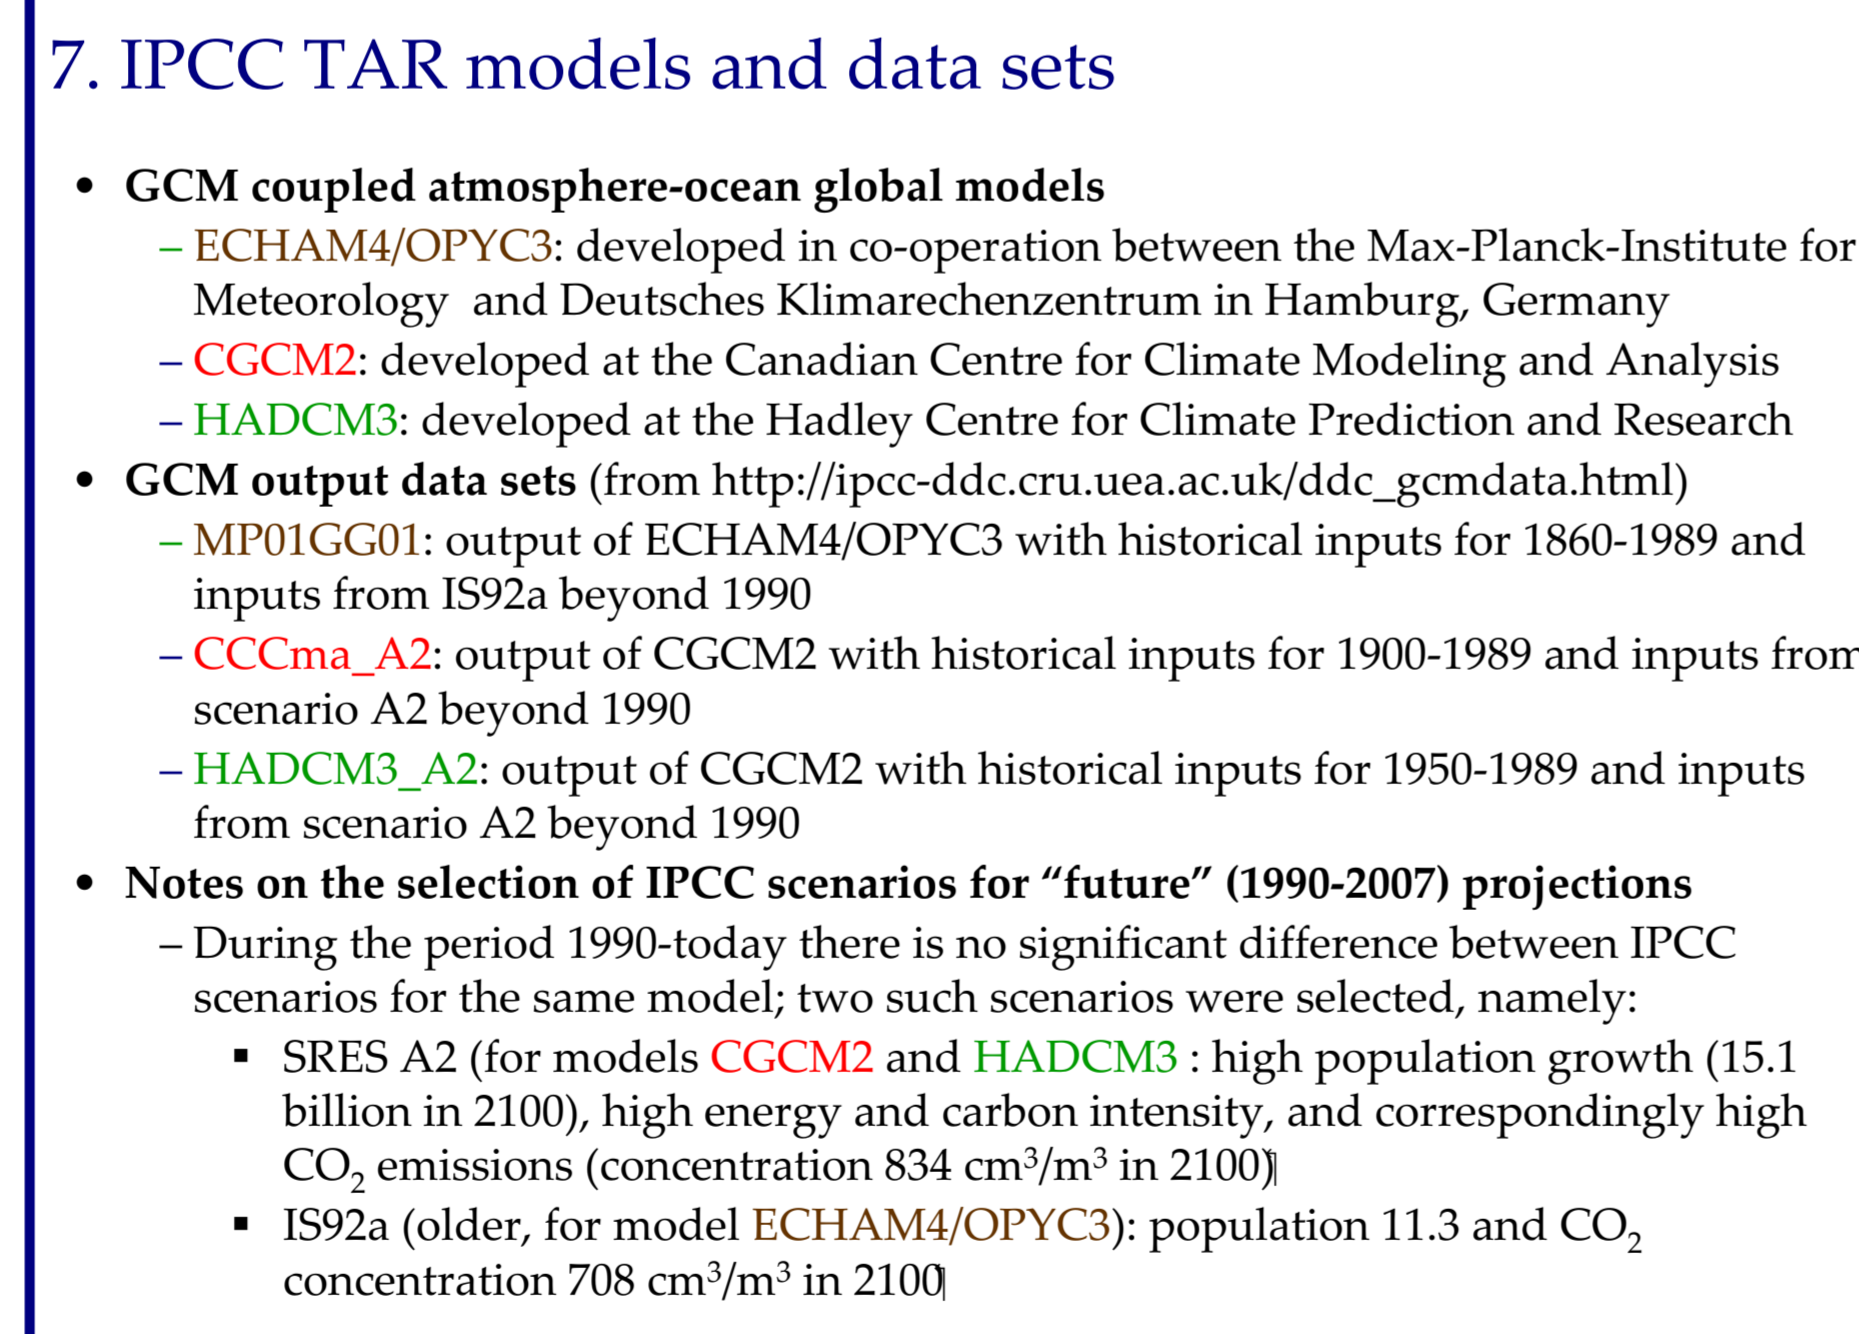 7. IPCC TAR models and data sets
• GCM coupled atmosphere-ocean global models
– ECHAM4/OPYC3: developed in co-operation between the Max-Planck-Institute for
Meteorology and Deutsches Klimarechenzentrum in Hamburg, Germany
– CGCM2: developed at the Canadian Centre for Climate Modeling and Analysis
– HADCM3: developed at the Hadley Centre for Climate Prediction and Research
• GCM output data sets (from http://ipcc-ddc.cru.uea.ac.uk/ddc_gcmdata.html)
– MP01GG01: output of ECHAM4/OPYC3 with historical inputs for 1860-1989 and
inputs from IS92a beyond 1990
– CCCma_A2: output of CGCM2 with historical inputs for 1900-1989 and inputs from
scenario A2 beyond 1990
– HADCM3_A2: output of CGCM2 with historical inputs for 1950-1989 and inputs
from scenario A2 beyond 1990
• Notes on the selection of IPCC scenarios for “future” (1990-2007) projections
– During the period 1990-today there is no significant difference between IPCC
scenarios for the same model; two such scenarios were selected, namely:
▪ SRES A2 (for models CGCM2 and HADCM3 : high population growth (15.1
billion in 2100), high energy and carbon intensity, and correspondingly high
CO₂ emissions (concentration 834 cm³/m³ in 2100)
▪ IS92a (older, for model ECHAM4/OPYC3): population 11.3 and CO₂
concentration 708 cm³/m³ in 2100